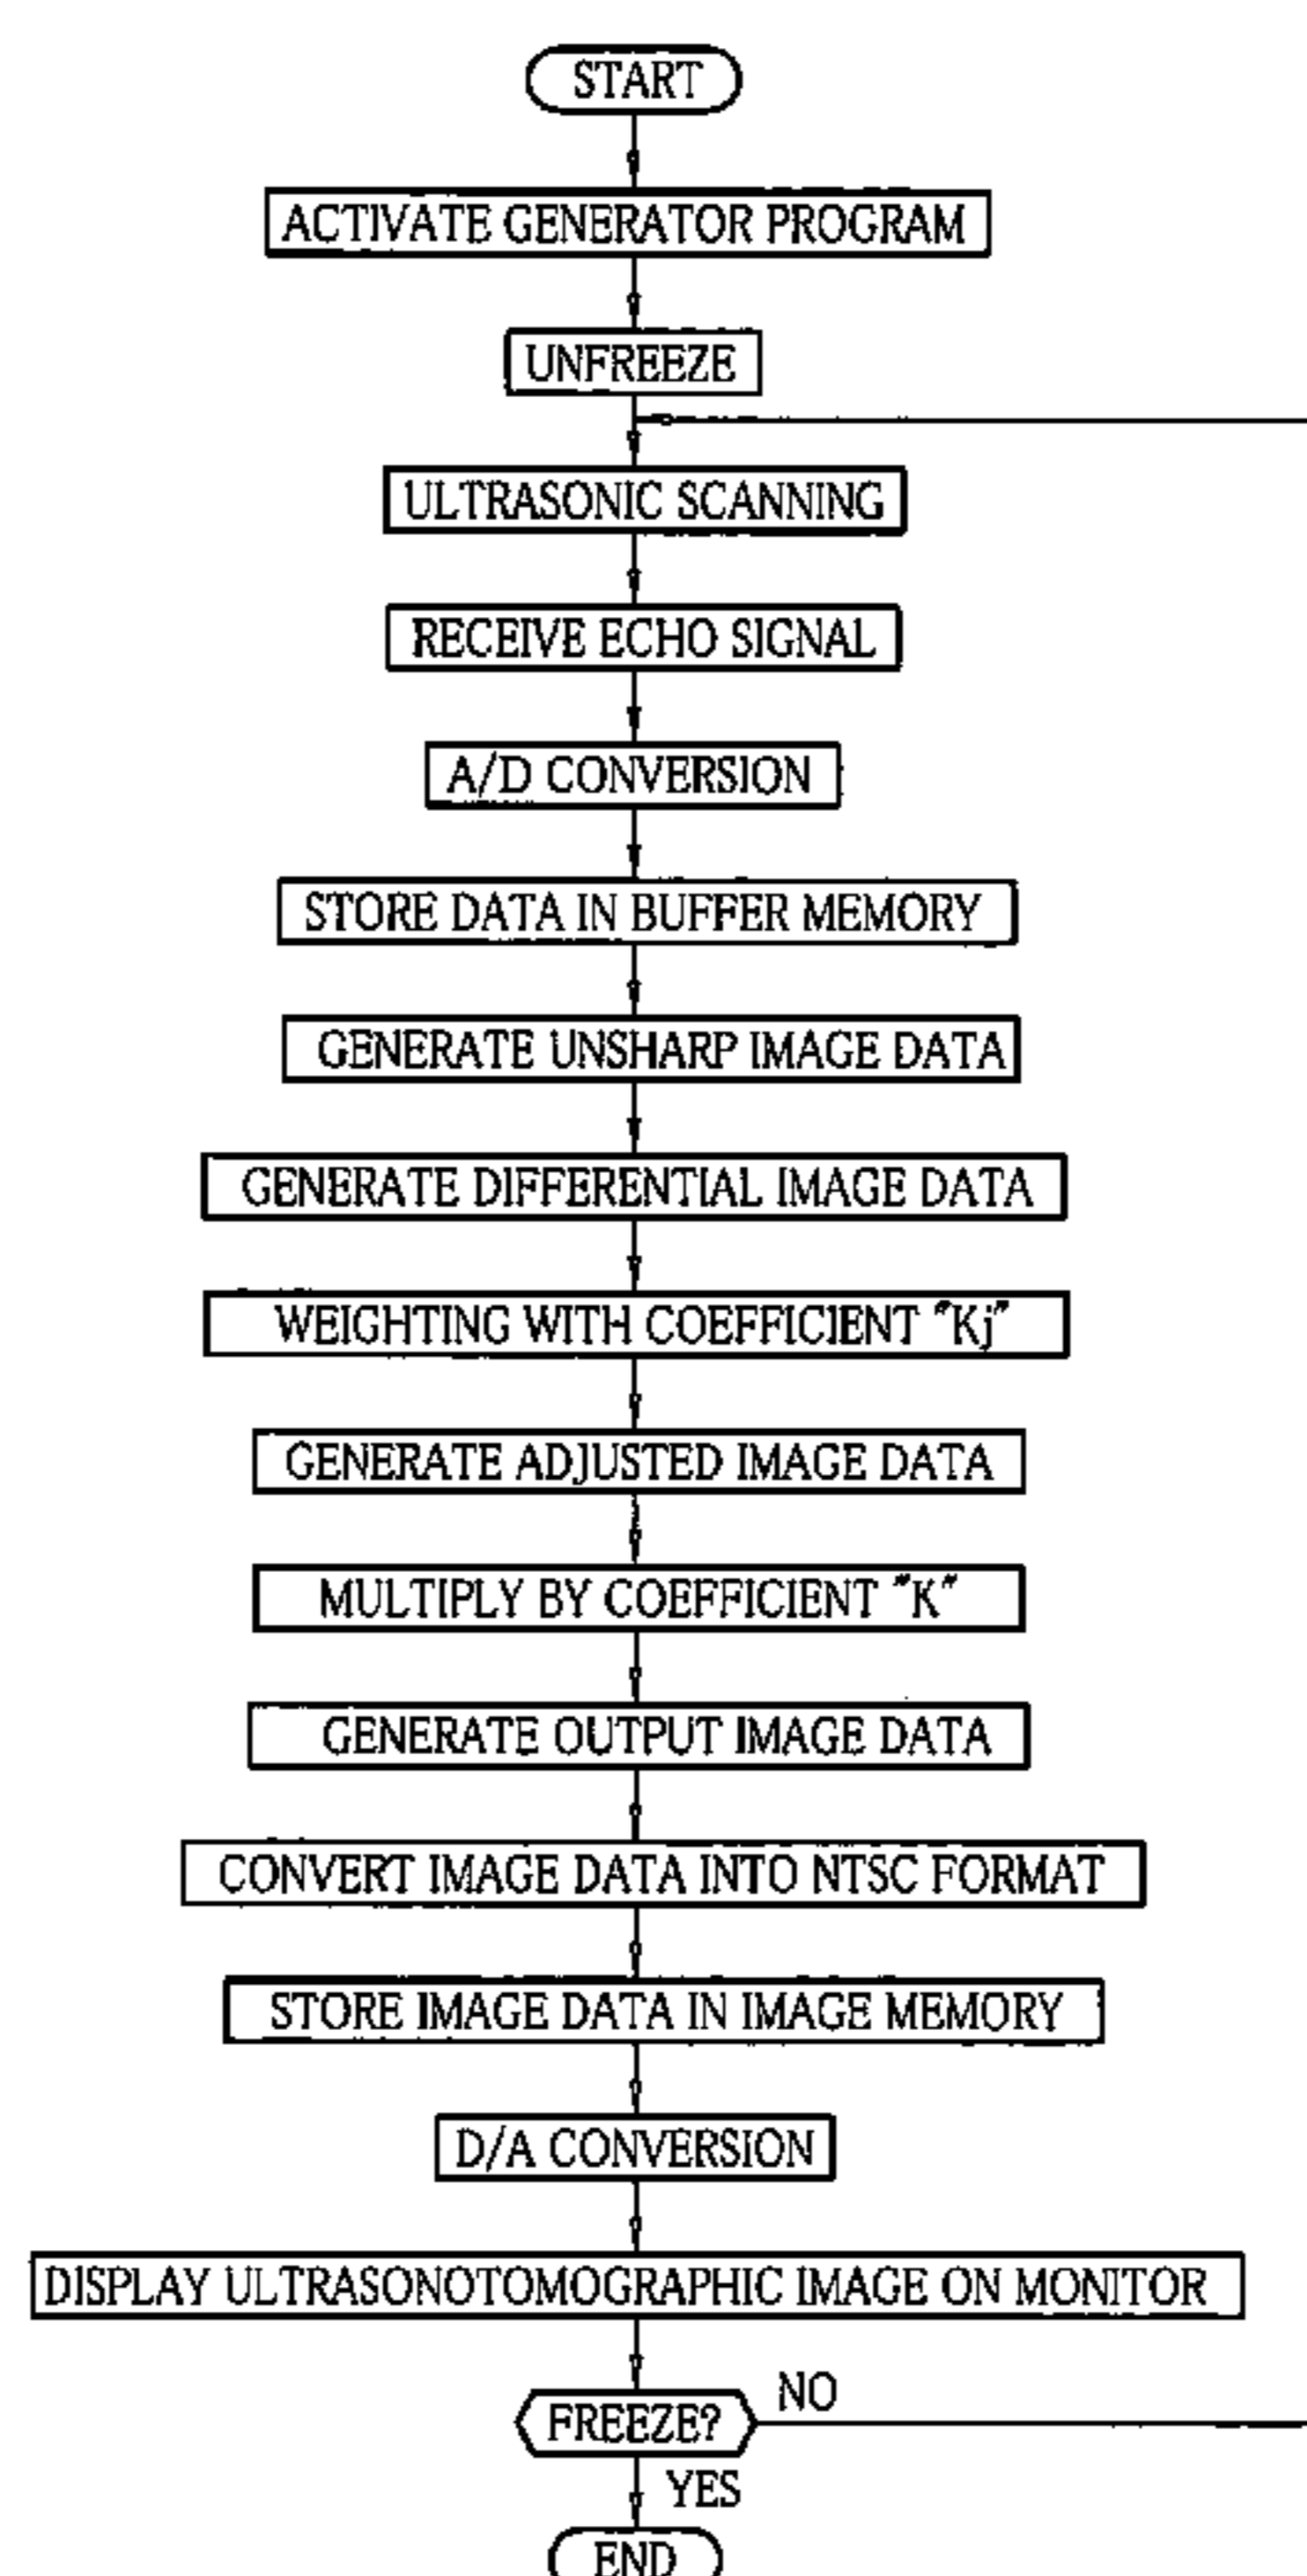 START
ACTIVATE GENERATOR PROGRAM
UNFREEZE
ULTRASONIC SCANNING
RECEIVE ECHO SIGNAL
A/D CONVERSION
STORE DATA IN BUFFER MEMORY
GENERATE UNSHARP IMAGE DATA
GENERATE DIFFERENTIAL IMAGE DATA
WEIGHTING WITH COEFFICIENT "Kj"
GENERATE ADJUSTED IMAGE DATA
MULTIPLY BY COEFFICIENT "K"
GENERATE OUTPUT IMAGE DATA
CONVERT IMAGE DATA INTO NTSC FORMAT
STORE IMAGE DATA IN IMAGE MEMORY
D/A CONVERSION
DISPLAY ULTRASONOTOMOGRAPHIC IMAGE ON MONITOR
NO
FREEZE?
YES
END